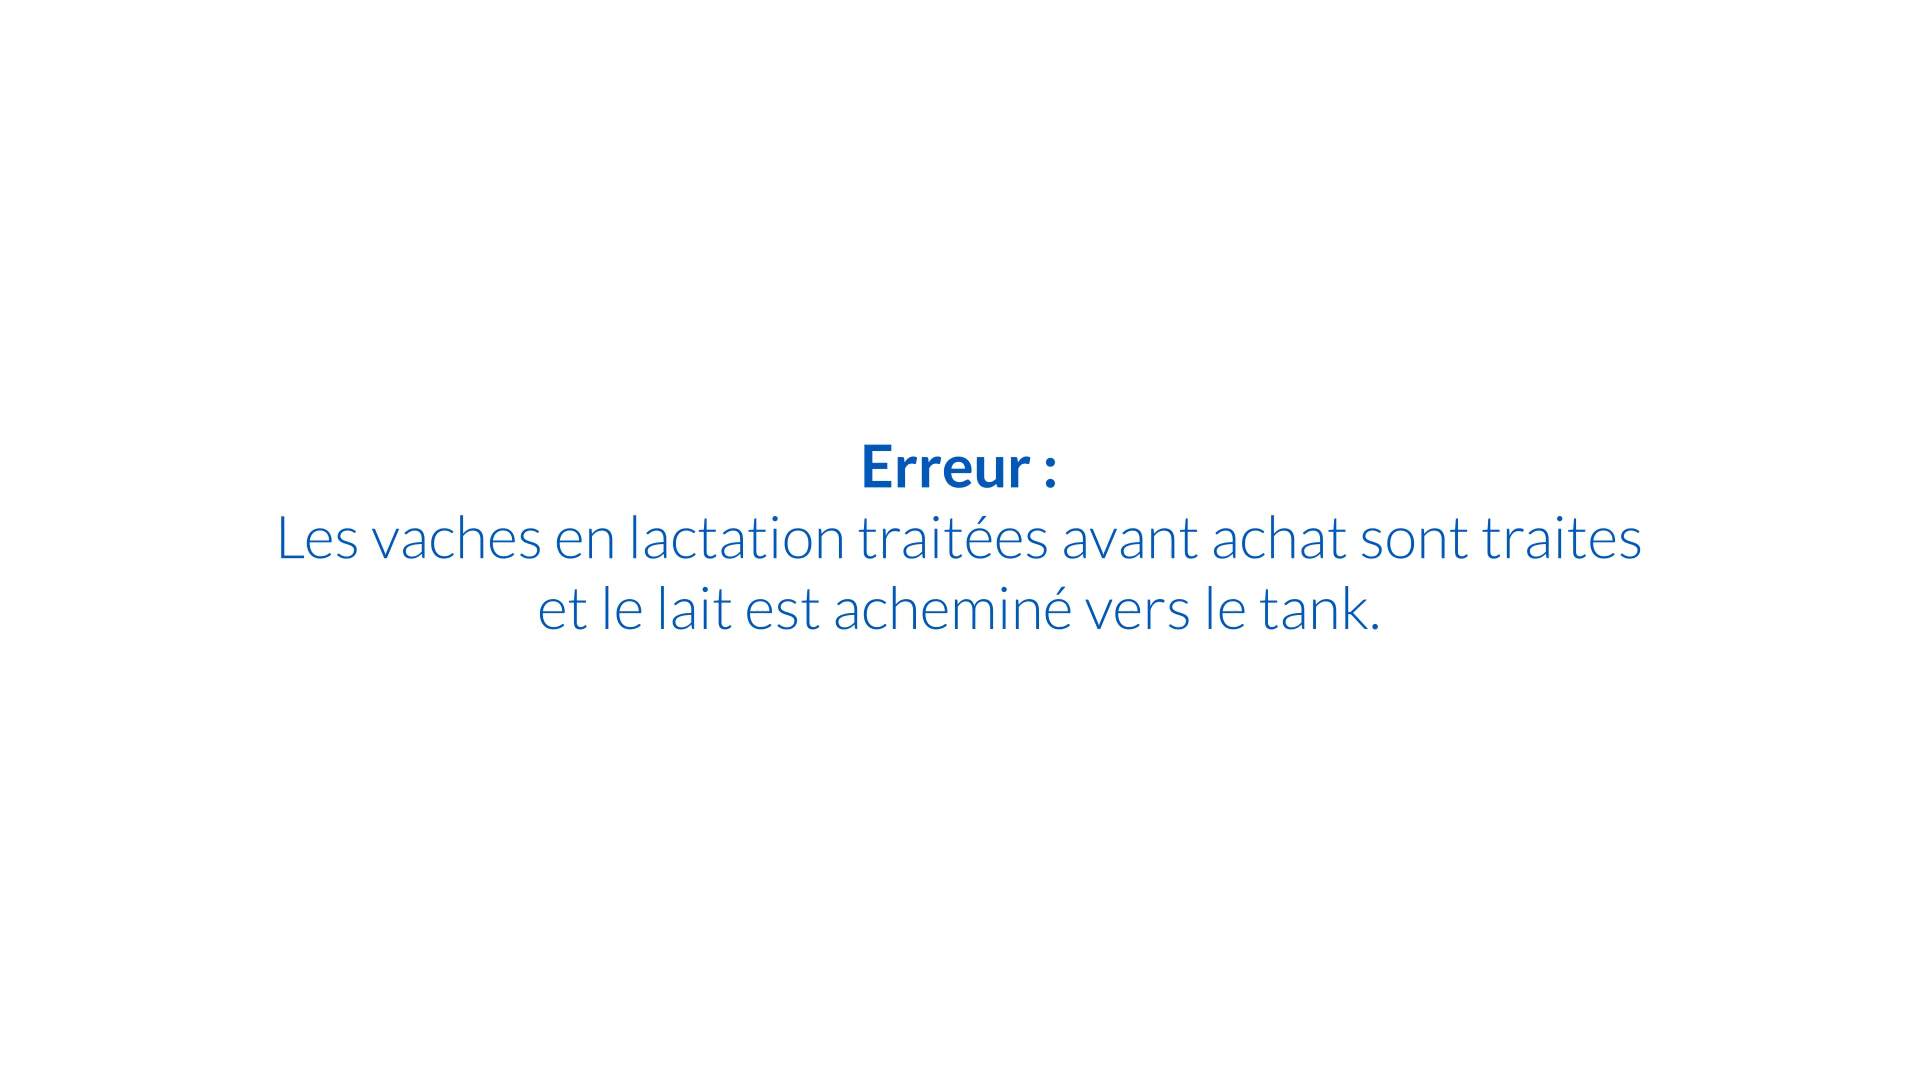 Erreur :
Les vaches en lactation traitées avant achat sont traites
et le lait est acheminé vers le tank.